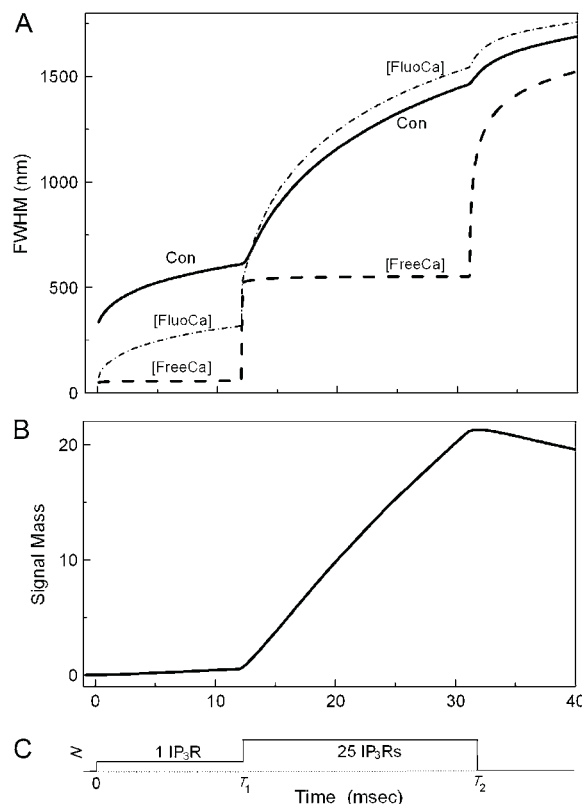 A
1500
1000
500
0
FWHM (nm)
[FluoCa]
Con
Con
[FreeCa]
[FluoCa]
[FreeCa]
B
20
10
0
Signal Mass
0 10 20 30 40
C
N
1 IP3R
25 IP3Rs
0 T1 T2
Time (msec)